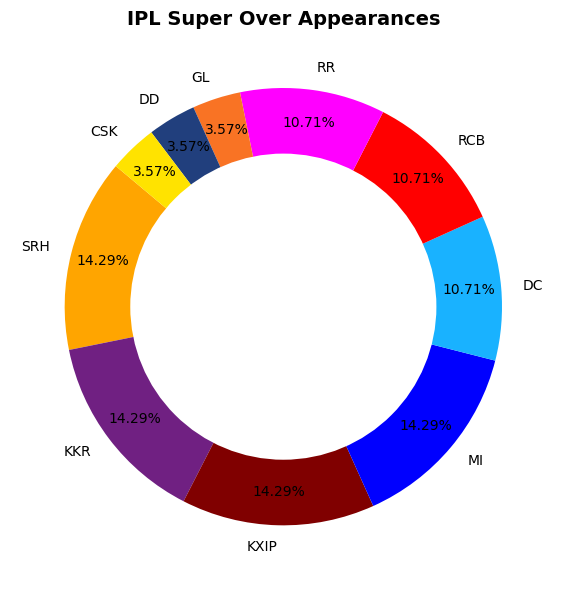 IPL Super Over Appearances
RR
GL
DD
CSK
RCB
SRH
DC
KKR
MI
KXIP
10.71%
3.57%
3.57%
3.57%
10.71%
14.29%
10.71%
14.29%
14.29%
14.29%